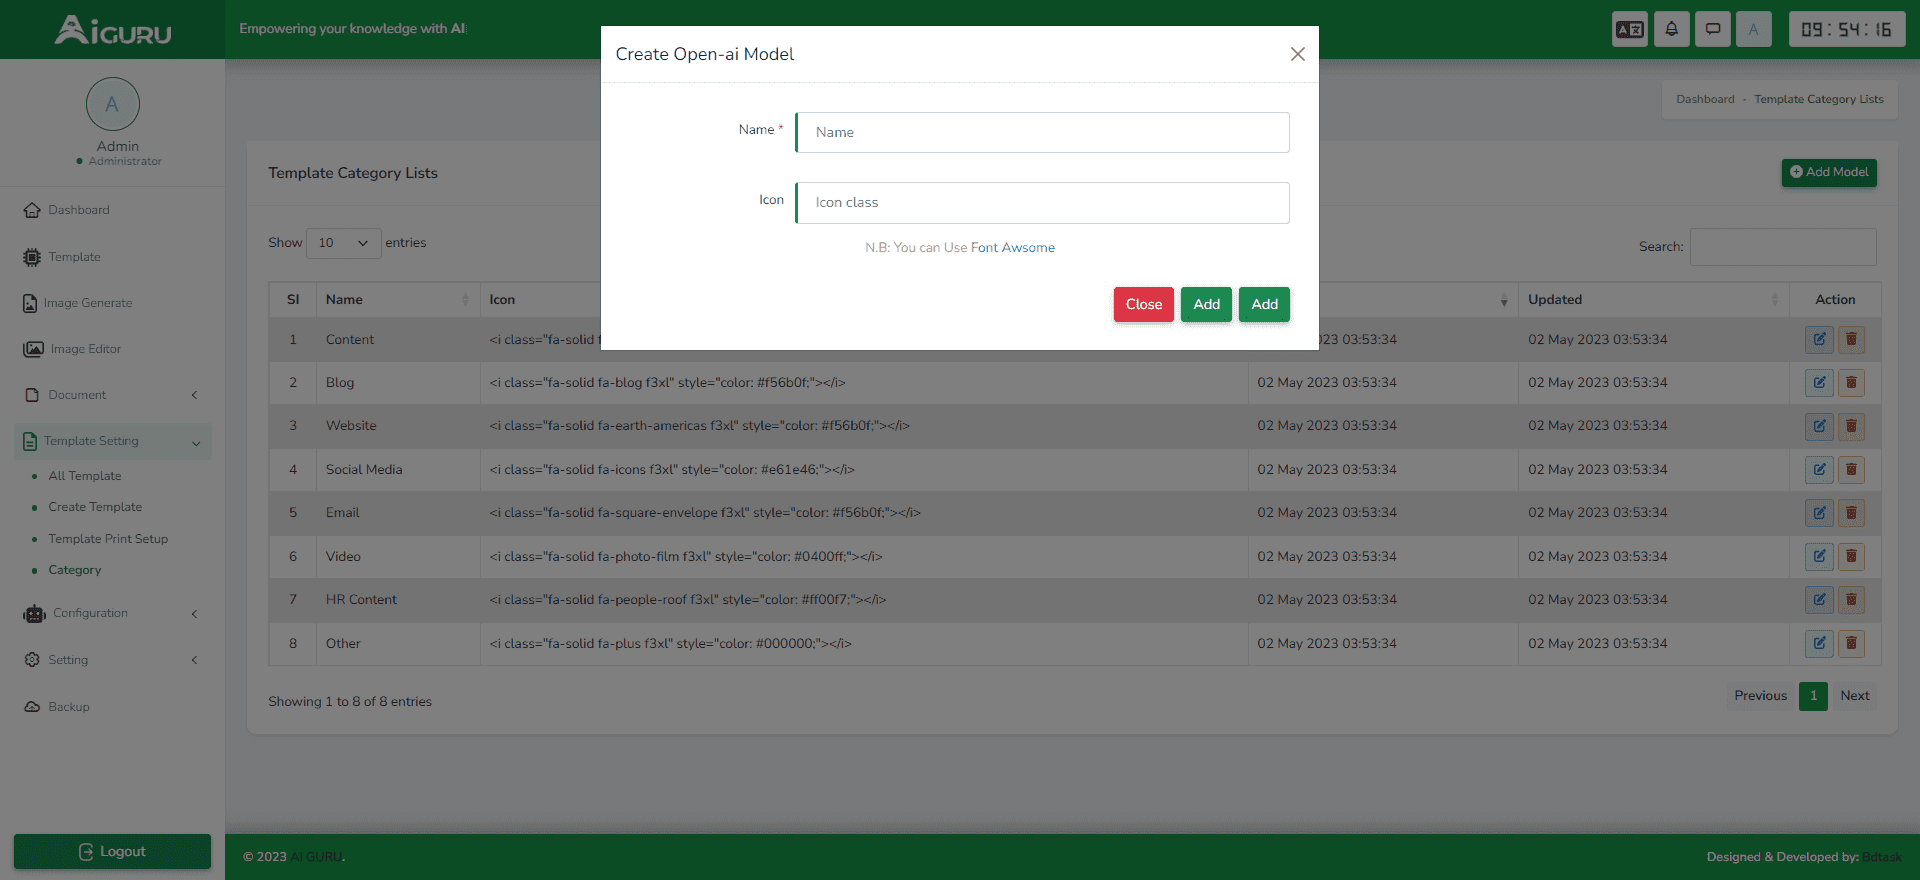 AIGURU
Empowering your knowledge with AI
09:54:16
A
Admin
Administrator
Dashboard
Template
Image Generate
Image Editor
Document
Template Setting
All Template
Create Template
Template Print Setup
Category
Configuration
Setting
Backup
Logout
Create Open-ai Model
Name *
Name
Icon
Icon class
N.B: You can Use Font Awsome
Close Add Add
Dashboard - Template Category Lists
Template Category Lists
Add Model
Show 10 entries
Search:
SI Name Icon Updated Action
1 Content <i class="fa-solid f 023 03:53:34 02 May 2023 03:53:34
2 Blog <i class="fa-solid fa-blog f3xl" style="color: #f56b0f;"></i> 02 May 2023 03:53:34 02 May 2023 03:53:34
3 Website <i class="fa-solid fa-earth-americas f3xl" style="color: #f56b0f;"></i> 02 May 2023 03:53:34 02 May 2023 03:53:34
4 Social Media <i class="fa-solid fa-icons f3xl" style="color: #e61e46;"></i> 02 May 2023 03:53:34 02 May 2023 03:53:34
5 Email <i class="fa-solid fa-square-envelope f3xl" style="color: #f56b0f;"></i> 02 May 2023 03:53:34 02 May 2023 03:53:34
6 Video <i class="fa-solid fa-photo-film f3xl" style="color: #0400ff;"></i> 02 May 2023 03:53:34 02 May 2023 03:53:34
7 HR Content <i class="fa-solid fa-people-roof f3xl" style="color: #ff00f7;"></i> 02 May 2023 03:53:34 02 May 2023 03:53:34
8 Other <i class="fa-solid fa-plus f3xl" style="color: #000000;"></i> 02 May 2023 03:53:34 02 May 2023 03:53:34
Showing 1 to 8 of 8 entries
Previous 1 Next
© 2023 AI GURU.
Designed & Developed by: Bdtask